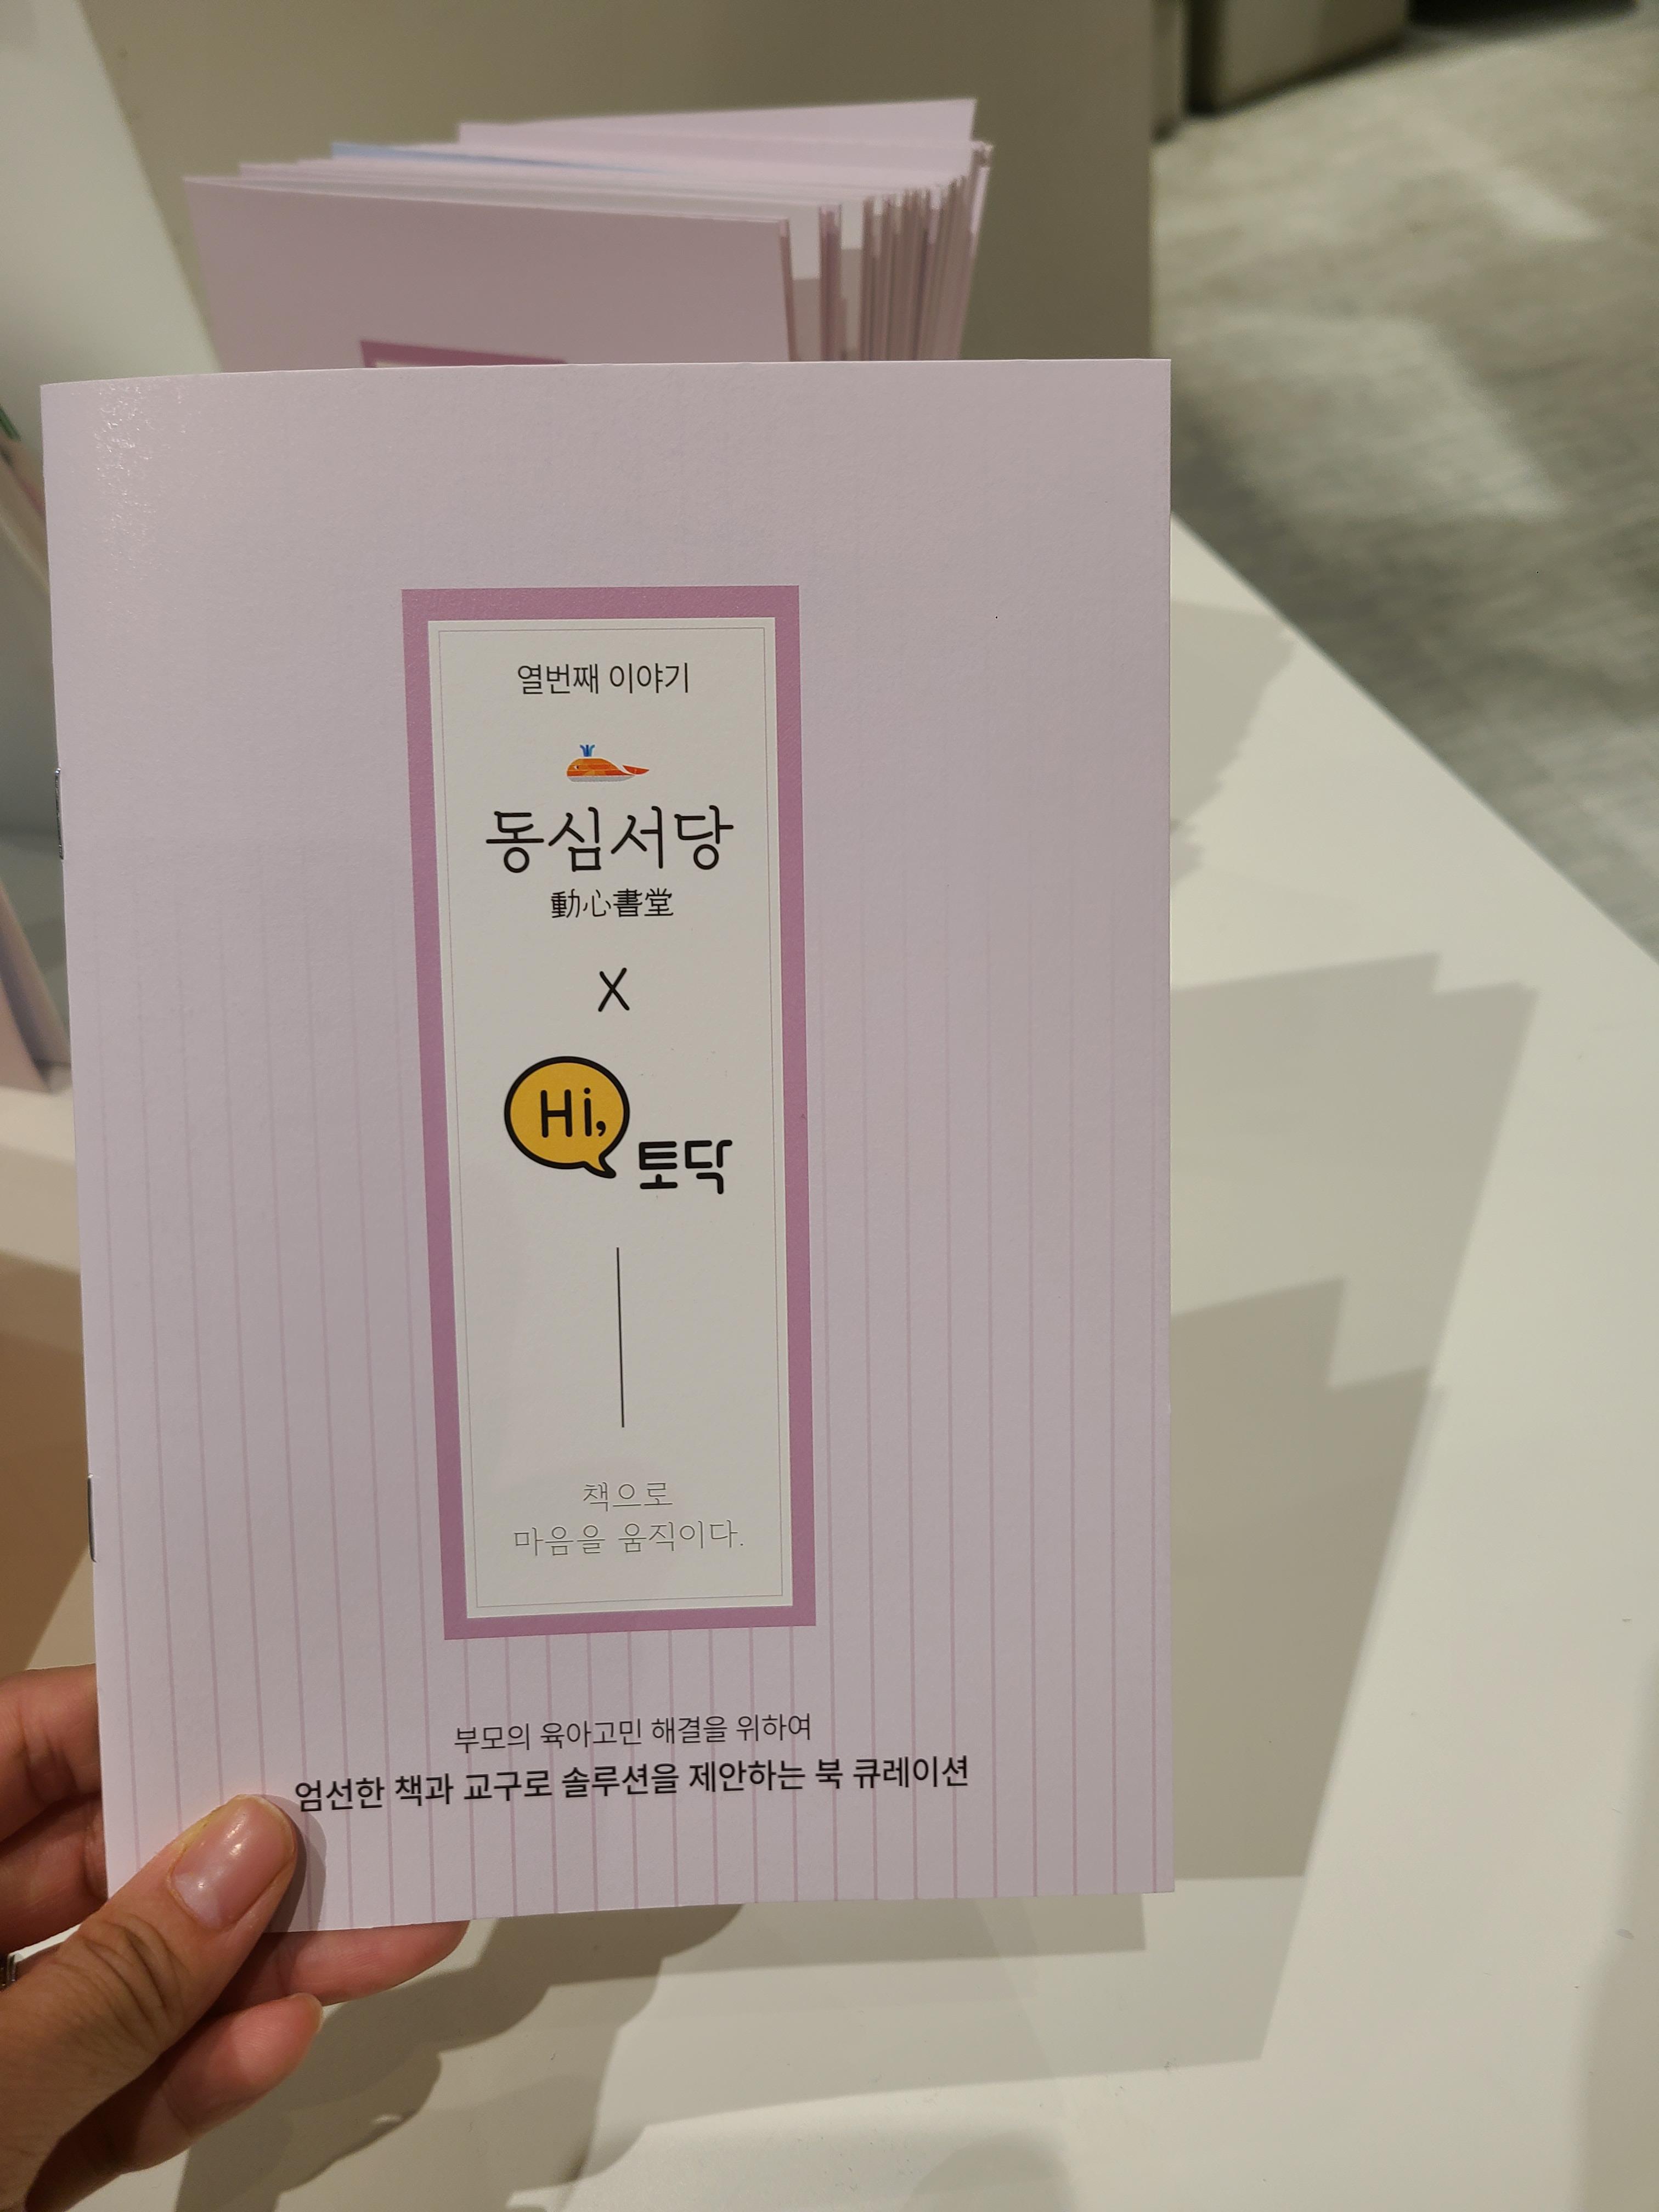 열번째 이야기
동심서당
動心書堂
X
Hi,
토닥
책으로
마음을 움직이다.
부모의 육아고민 해결을 위하여
엄선한 책과 교구로 솔루션을 제안하는 북 큐레이션